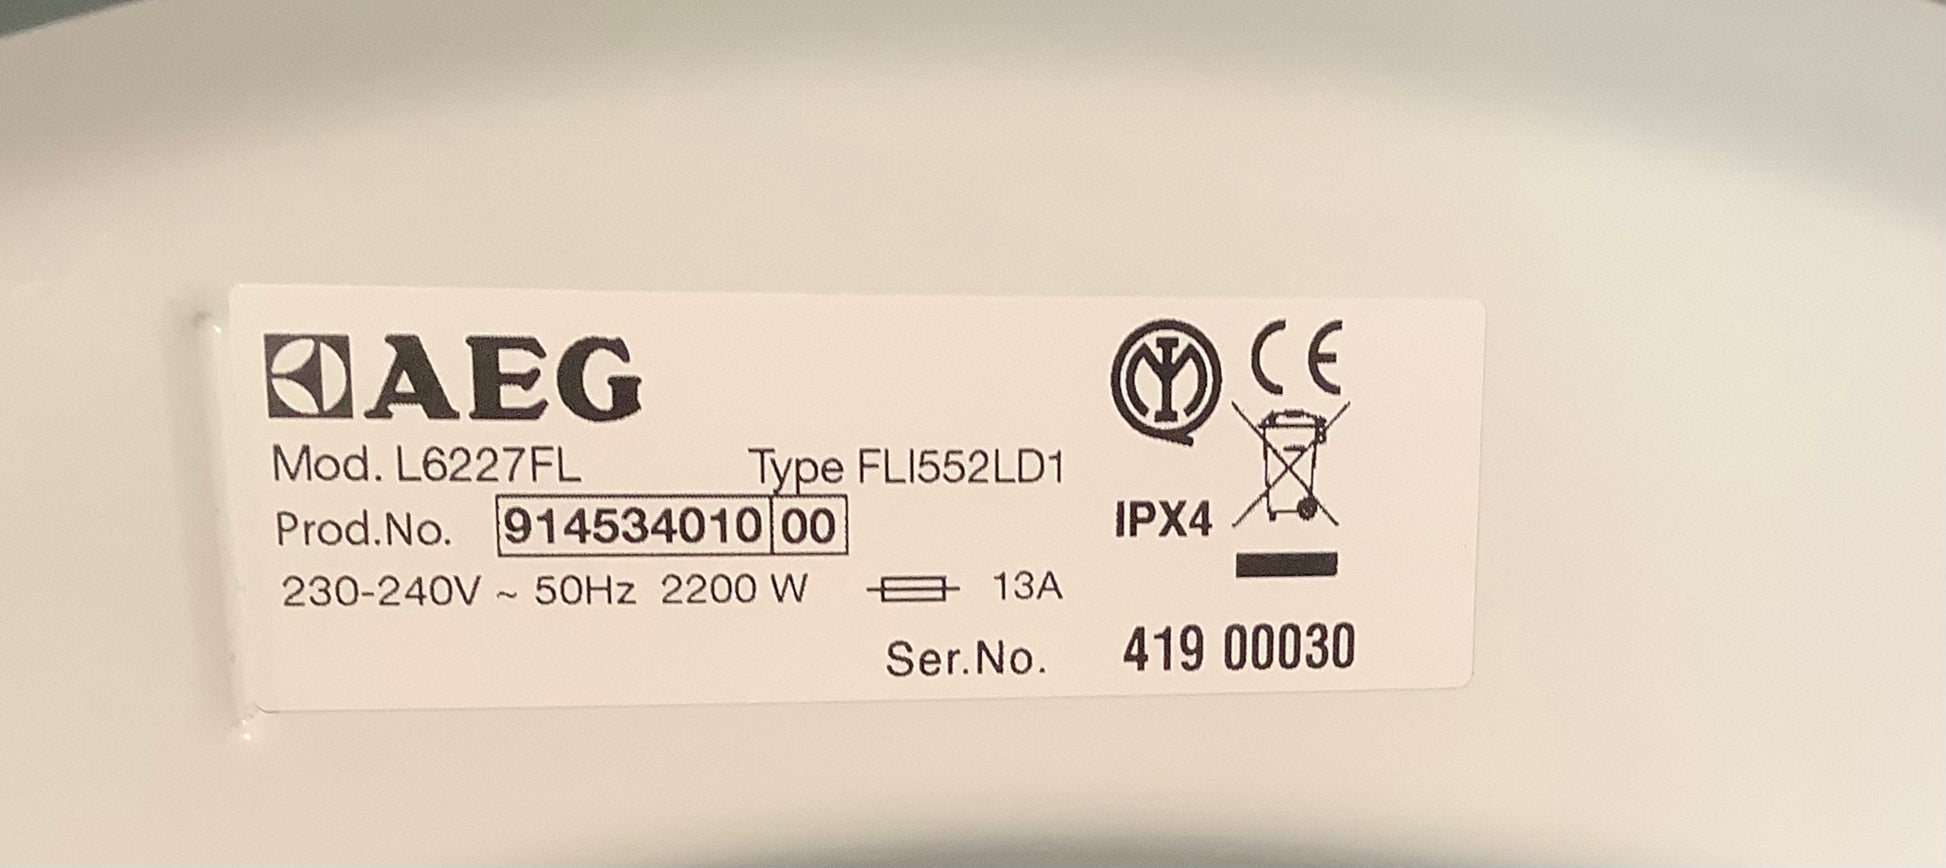 AEG
Mod. L6227FL Type FLI552LD1
Prod.No. 914534010 00
230-240V ~ 50Hz 2200 W 13A
Ser.No. 419 00030
IMQ CE
IPX4